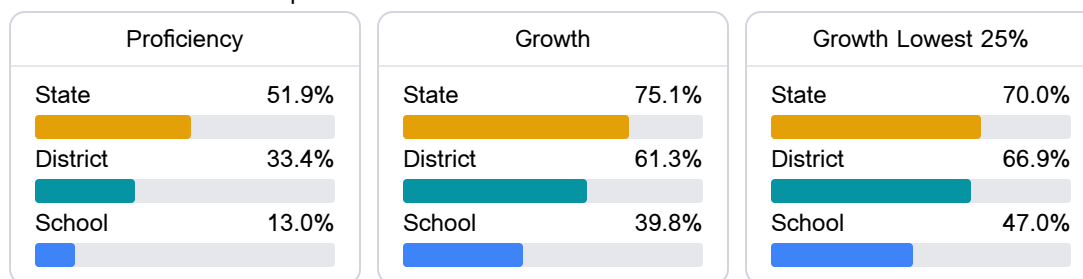 Proficiency
State 51.9%
District 33.4%
School 13.0%
Growth
State 75.1%
District 61.3%
School 39.8%
Growth Lowest 25%
State 70.0%
District 66.9%
School 47.0%